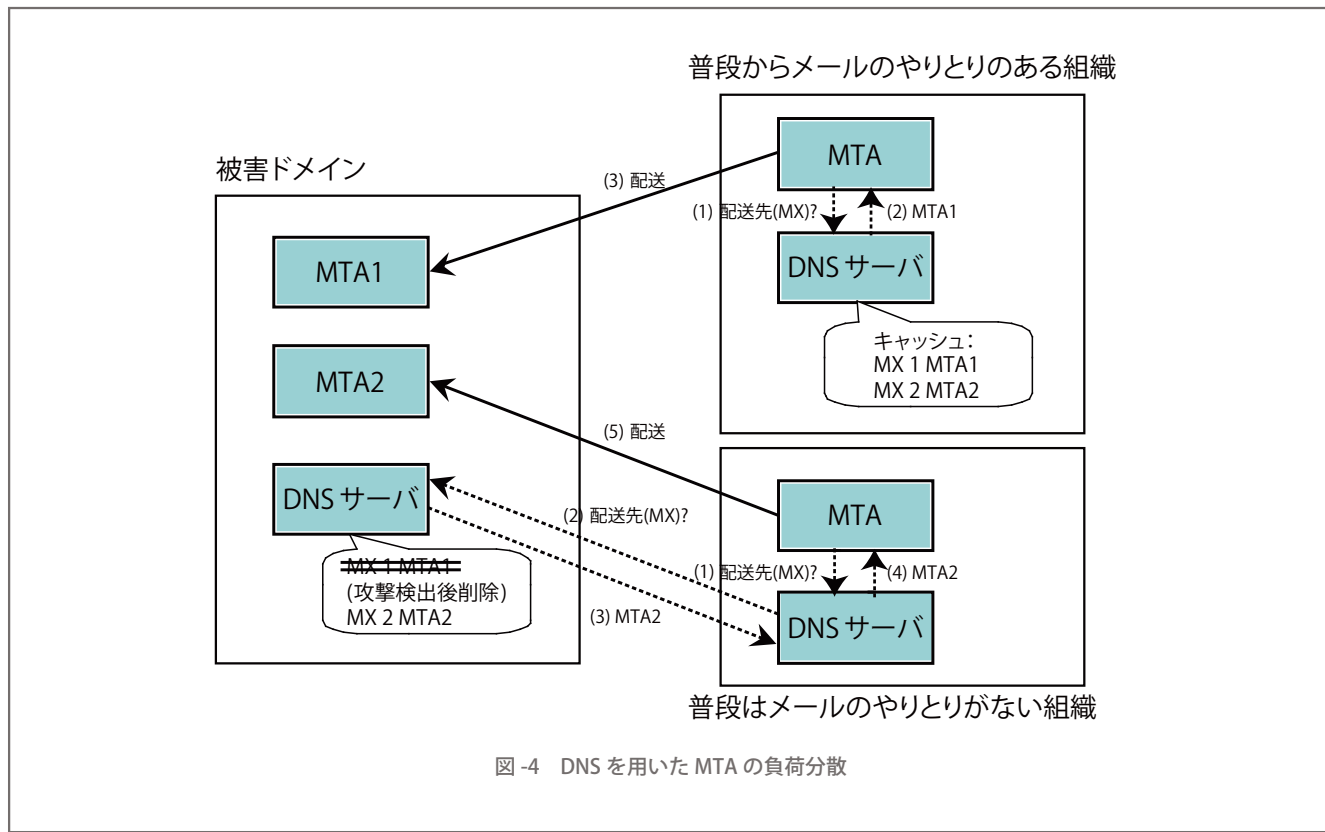 普段からメールのやりとりのある組織
被害ドメイン
MTA1
MTA2
DNS サーバ
MX 1 MTA1
(攻撃検出後削除)
MX 2 MTA2
(3) 配送
MTA
(1) 配送先(MX)?
(2) MTA1
DNS サーバ
キャッシュ:
MX 1 MTA1
MX 2 MTA2
(5) 配送
(2) 配送先(MX)?
(3) MTA2
MTA
(1) 配送先(MX)?
(4) MTA2
DNS サーバ
普段はメールのやりとりがない組織
図 -4 DNS を用いた MTA の負荷分散